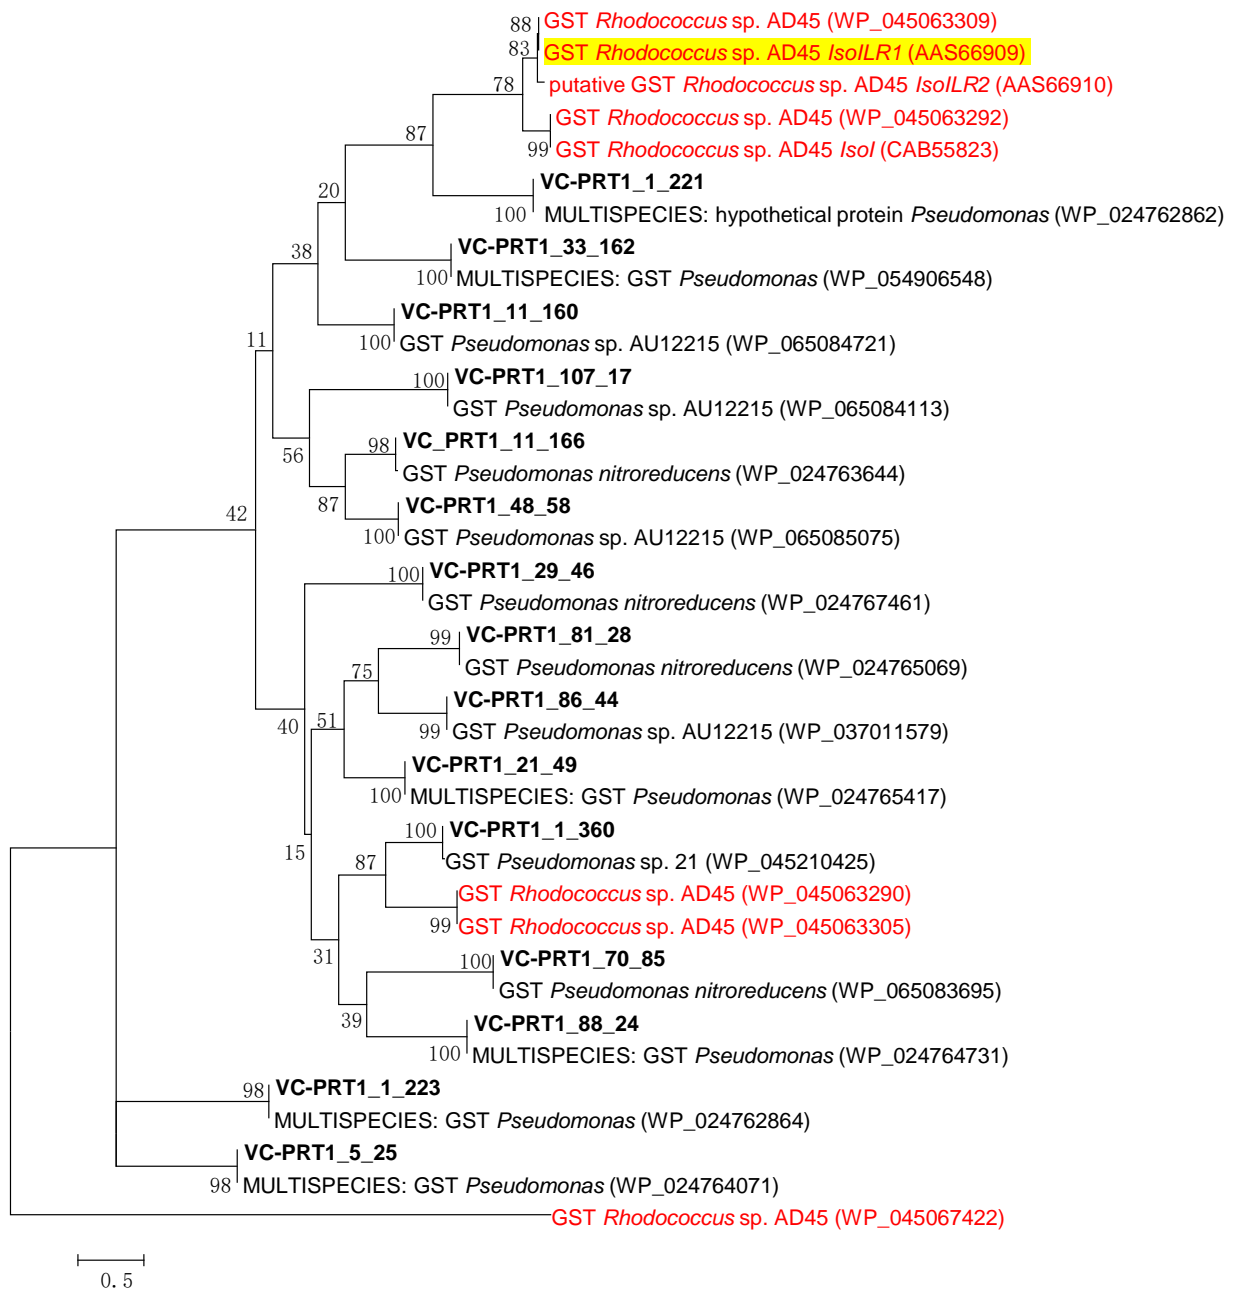 88
GST Rhodococcus sp. AD45 (WP_045063309)
83
GST Rhodococcus sp. AD45 IsoILR1 (AAS66909)
78
putative GST Rhodococcus sp. AD45 IsoILR2 (AAS66910)
GST Rhodococcus sp. AD45 (WP_045063292)
87
99
GST Rhodococcus sp. AD45 IsoI (CAB55823)
VC-PRT1_1_221
20
100
MULTISPECIES: hypothetical protein Pseudomonas (WP_024762862)
VC-PRT1_33_162
38
100
MULTISPECIES: GST Pseudomonas (WP_054906548)
VC-PRT1_11_160
11
100
GST Pseudomonas sp. AU12215 (WP_065084721)
100
VC-PRT1_107_17
GST Pseudomonas sp. AU12215 (WP_065084113)
56
98
VC_PRT1_11_166
GST Pseudomonas nitroreducens (WP_024763644)
87
VC-PRT1_48_58
42
100
GST Pseudomonas sp. AU12215 (WP_065085075)
100
VC-PRT1_29_46
GST Pseudomonas nitroreducens (WP_024767461)
99
VC-PRT1_81_28
75
GST Pseudomonas nitroreducens (WP_024765069)
VC-PRT1_86_44
40
51
99
GST Pseudomonas sp. AU12215 (WP_037011579)
VC-PRT1_21_49
100
MULTISPECIES: GST Pseudomonas (WP_024765417)
100
VC-PRT1_1_360
15
87
GST Pseudomonas sp. 21 (WP_045210425)
GST Rhodococcus sp. AD45 (WP_045063290)
99
GST Rhodococcus sp. AD45 (WP_045063305)
31
100
VC-PRT1_70_85
GST Pseudomonas nitroreducens (WP_065083695)
39
VC-PRT1_88_24
100
MULTISPECIES: GST Pseudomonas (WP_024764731)
98
VC-PRT1_1_223
MULTISPECIES: GST Pseudomonas (WP_024762864)
VC-PRT1_5_25
98
MULTISPECIES: GST Pseudomonas (WP_024764071)
GST Rhodococcus sp. AD45 (WP_045067422)
0.5